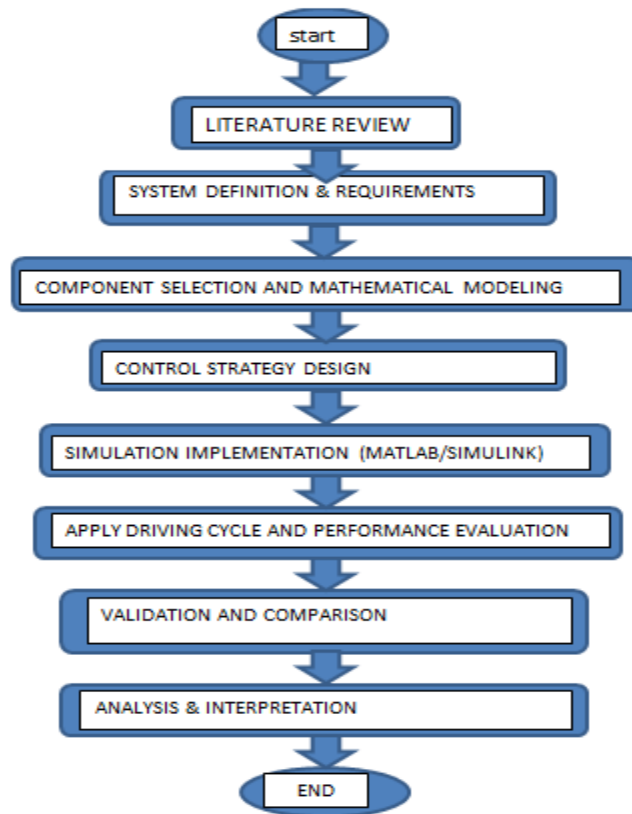 start
LITERATURE REVIEW
SYSTEM DEFINITION & REQUIREMENTS
COMPONENT SELECTION AND MATHEMATICAL MODELING
CONTROL STRATEGY DESIGN
SIMULATION IMPLEMENTATION (MATLAB/SIMULINK)
APPLY DRIVING CYCLE AND PERFORMANCE EVALUATION
VALIDATION AND COMPARISON
ANALYSIS & INTERPRETATION
END